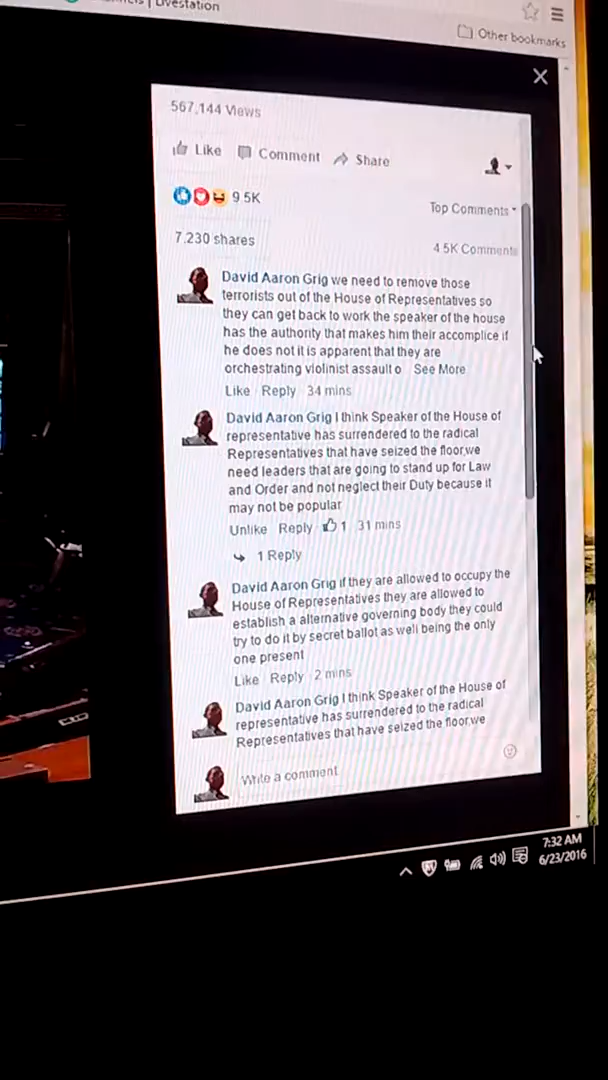 Livestation
Other bookmarks
567,144 Views
Like Comment Share
9.5K
Top Comments
7,230 shares
4.5K Comments
David Aaron Grig we need to remove those
terrorists out of the House of Representatives so
they can get back to work the speaker of the house
has the authority that makes him their accomplice if
he does not it is apparent that they are
orchestrating violinist assault o See More
Like Reply 34 mins
David Aaron Grig I think Speaker of the House of
representative has surrendered to the radical
Representatives that have seized the floor,we
need leaders that are going to stand up for Law
and Order and not neglect their Duty because it
may not be popular
Unlike Reply 1 31 mins
1 Reply
David Aaron Grig if they are allowed to occupy the
House of Representatives they are allowed to
establish a alternative governing body they could
try to do it by secret ballot as well being the only
one present
Like Reply 2 mins
David Aaron Grig I think Speaker of the House of
representative has surrendered to the radical
Representatives that have seized the floor,we
Write a comment
7:32 AM
6/23/2016